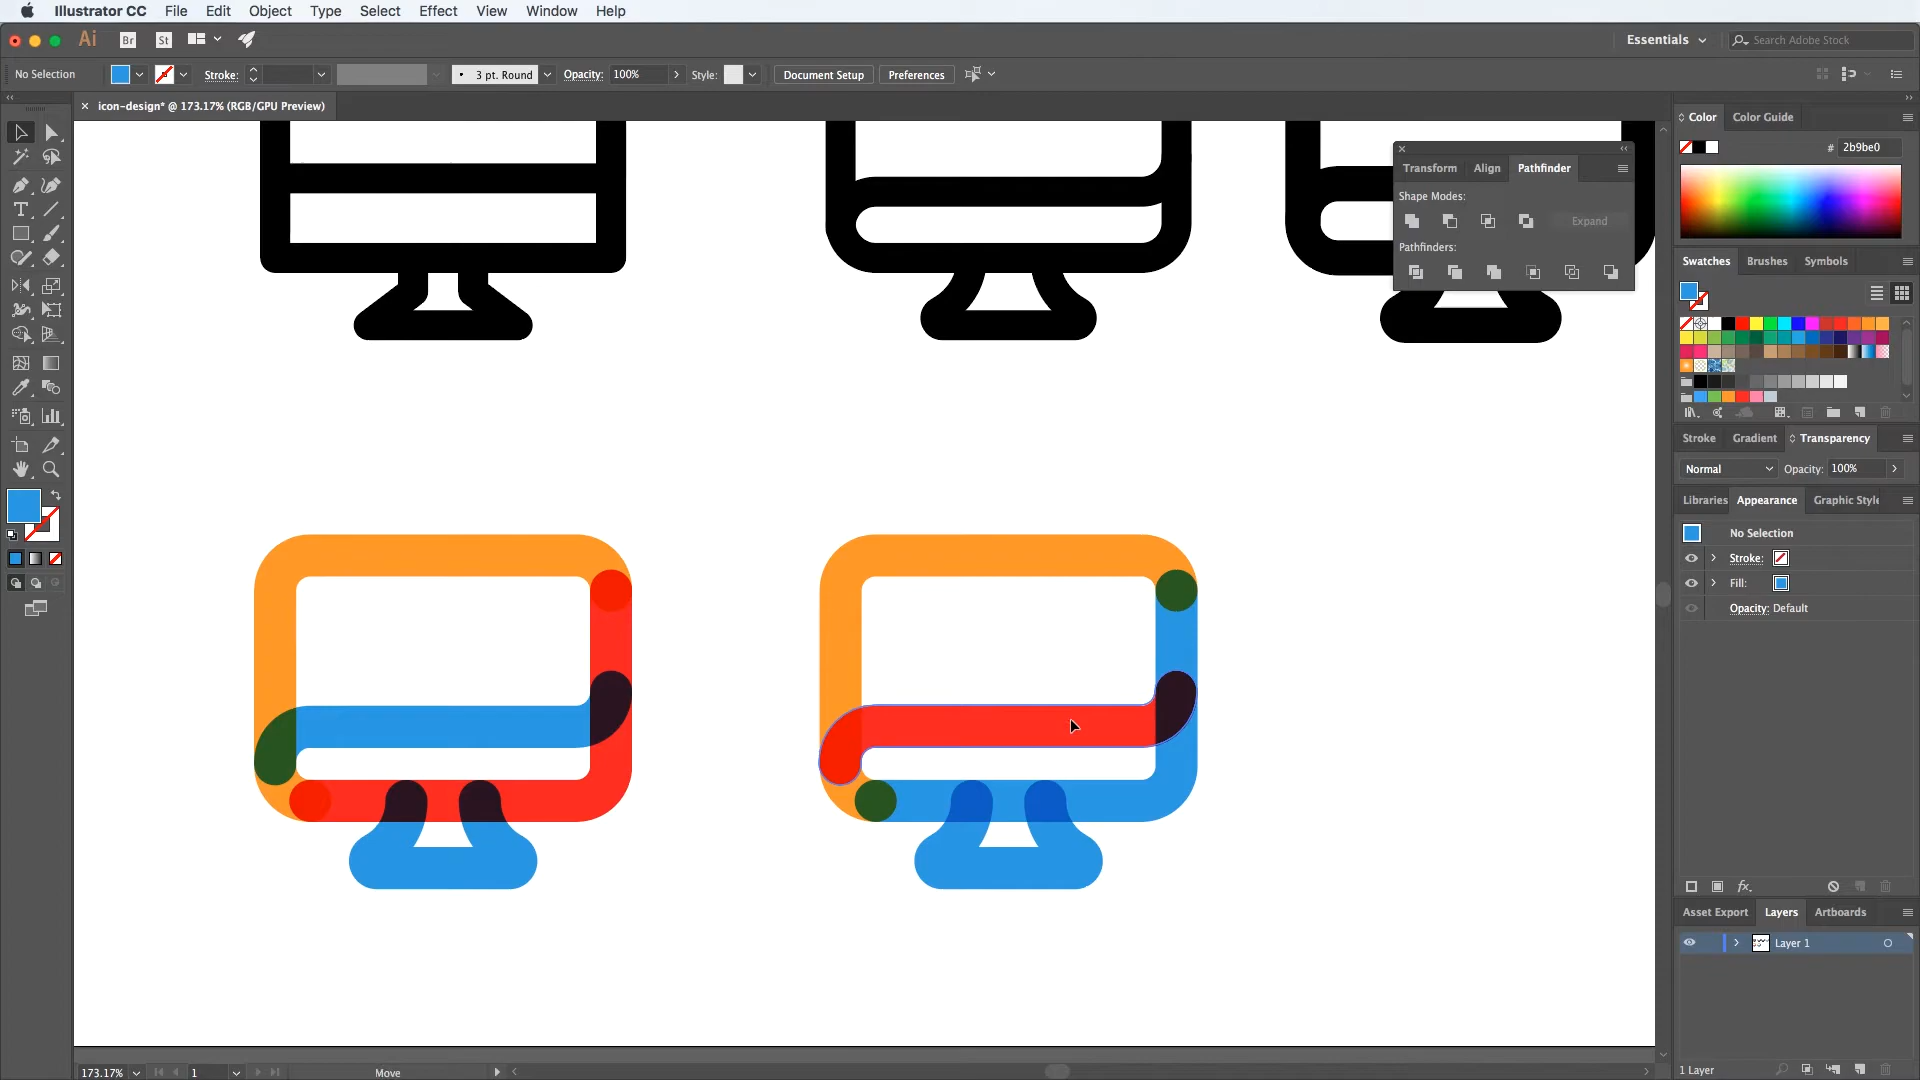 Illustrator CC File Edit Object Type Select Effect View Window Help
Ai Br St Essentials Search Adobe Stock
No Selection Stroke: 3 pt. Round Opacity: 100% Style: Document Setup Preferences
icon-design* @ 173.17% (RGB/GPU Preview)
Color Color Guide
# 2b9be0
Transform Align Pathfinder
Shape Modes:
Expand
Pathfinders:
Swatches Brushes Symbols
Stroke Gradient Transparency
Normal Opacity: 100%
Libraries Appearance Graphic Style
No Selection
Stroke:
Fill:
Opacity: Default
fx
Asset Export Layers Artboards
Layer 1
173.17% 1 Move
1 Layer